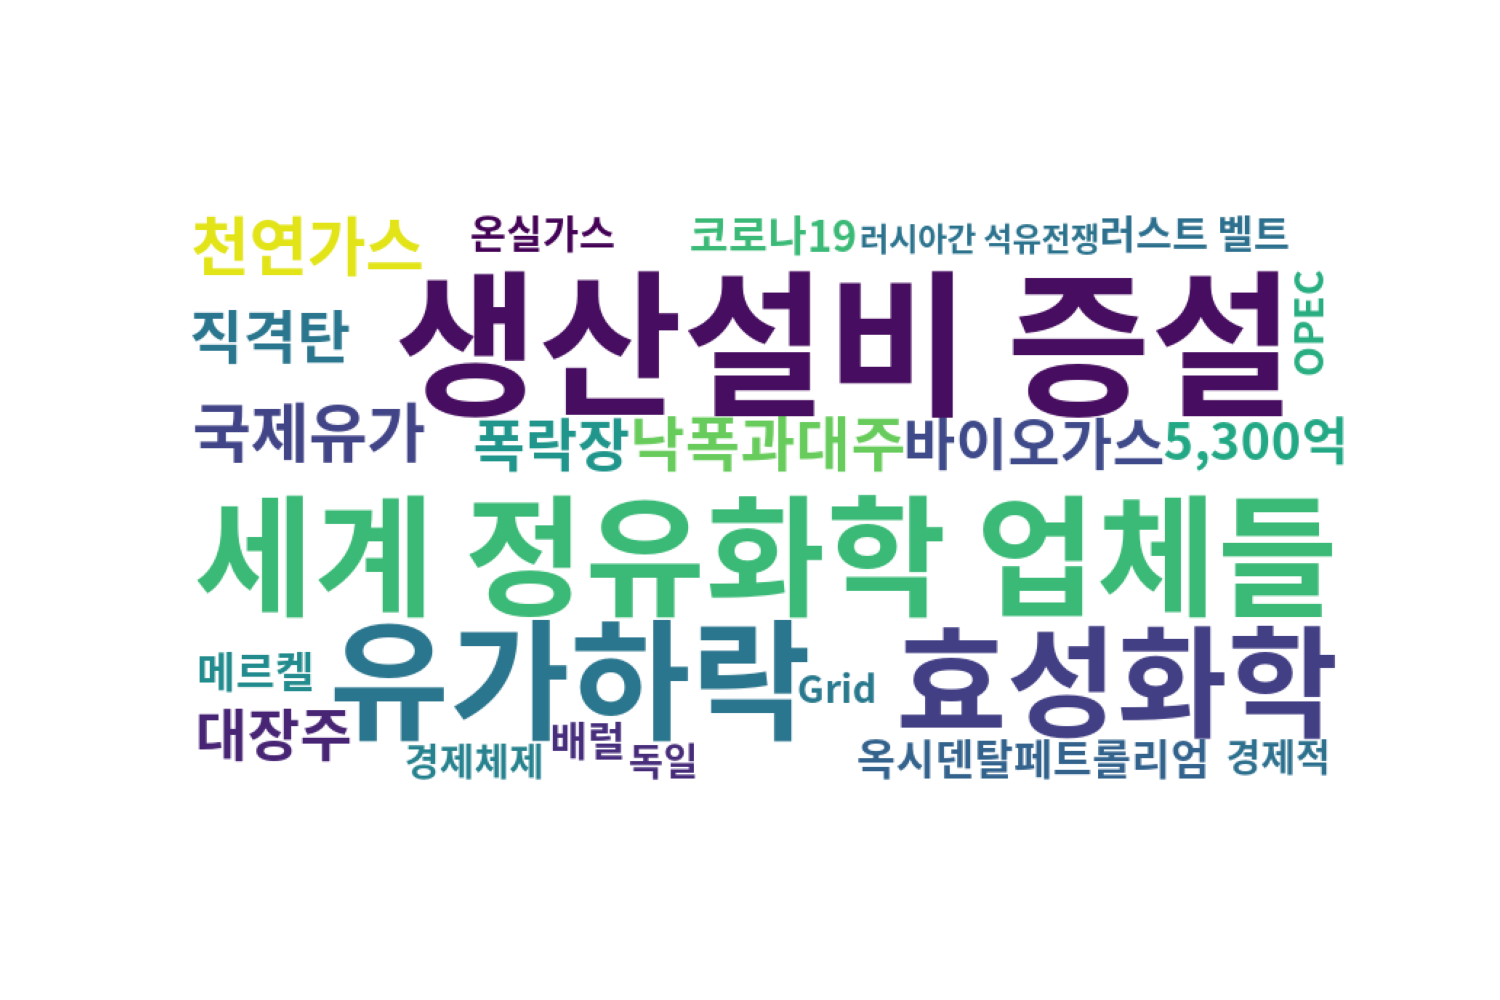 천연가스 온실가스 코로나19 러시아간 석유전쟁 러스트 벨트
직격탄 생산설비 증설 OPEC
국제유가 폭락장 낙폭과대주 바이오가스 5,300억
세계 정유화학 업체들
메르켈 유가하락 Grid 효성화학
대장주 경제체제 배럴 독일 옥시덴탈페트롤리엄 경제적